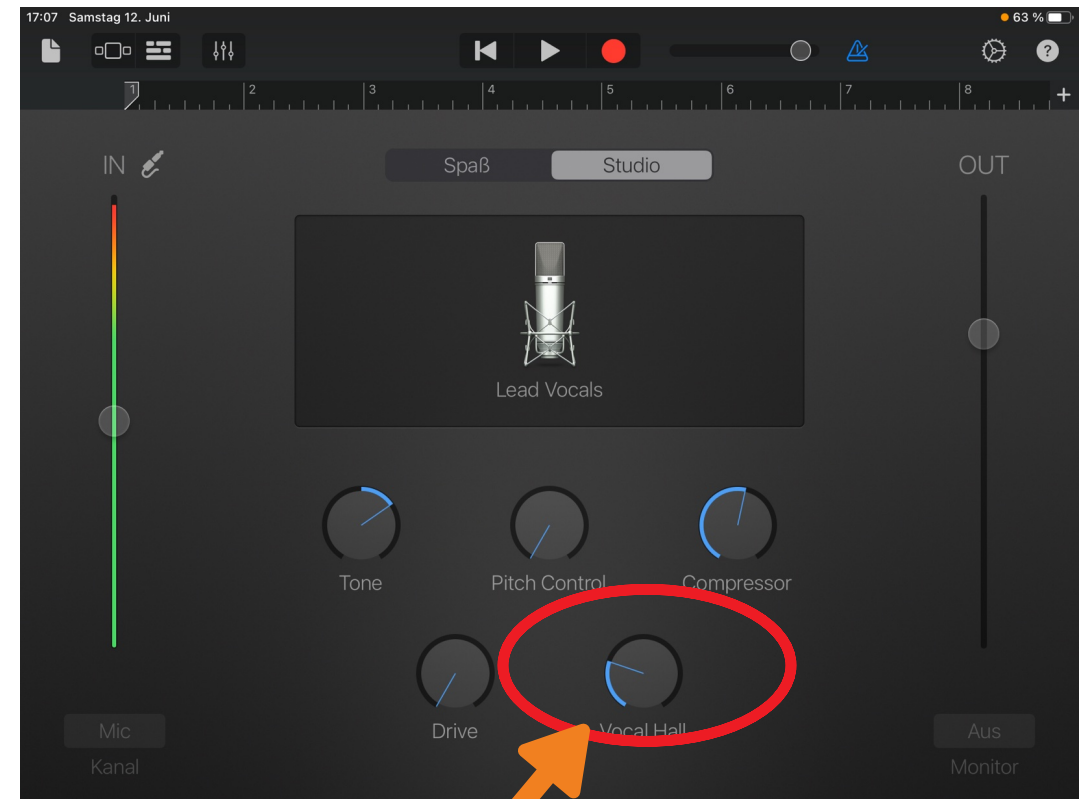 17:07 Samstag 12. Juni
63 %
?
1 2 3 4 5 6 7 8 +
IN
Spaß Studio
OUT
Lead Vocals
Tone Pitch Control Compressor
Drive Vocal Hall
Mic Aus
Kanal Monitor